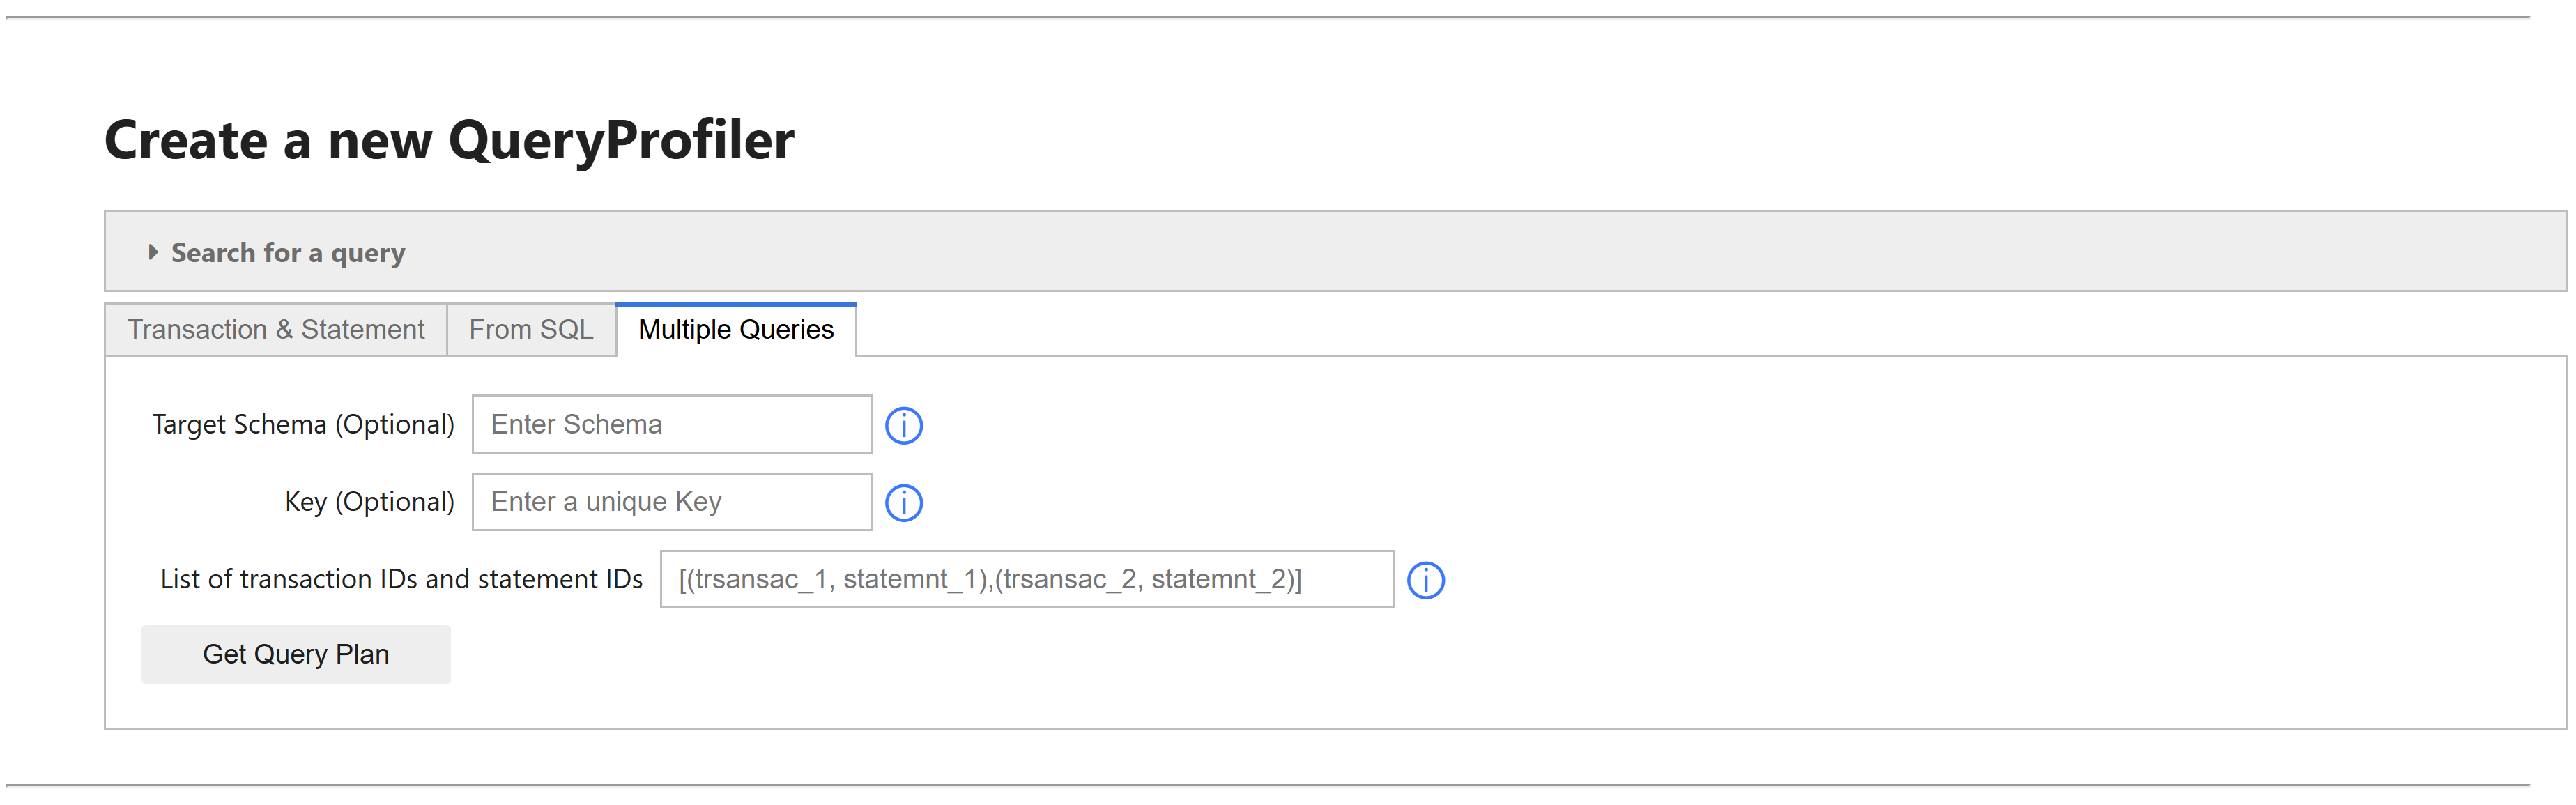 Create a new QueryProfiler
Search for a query
Transaction & Statement
From SQL
Multiple Queries
Target Schema (Optional)
Enter Schema
Key (Optional)
Enter a unique Key
List of transaction IDs and statement IDs
[(trsansac_1, statemnt_1),(trsansac_2, statemnt_2)]
Get Query Plan